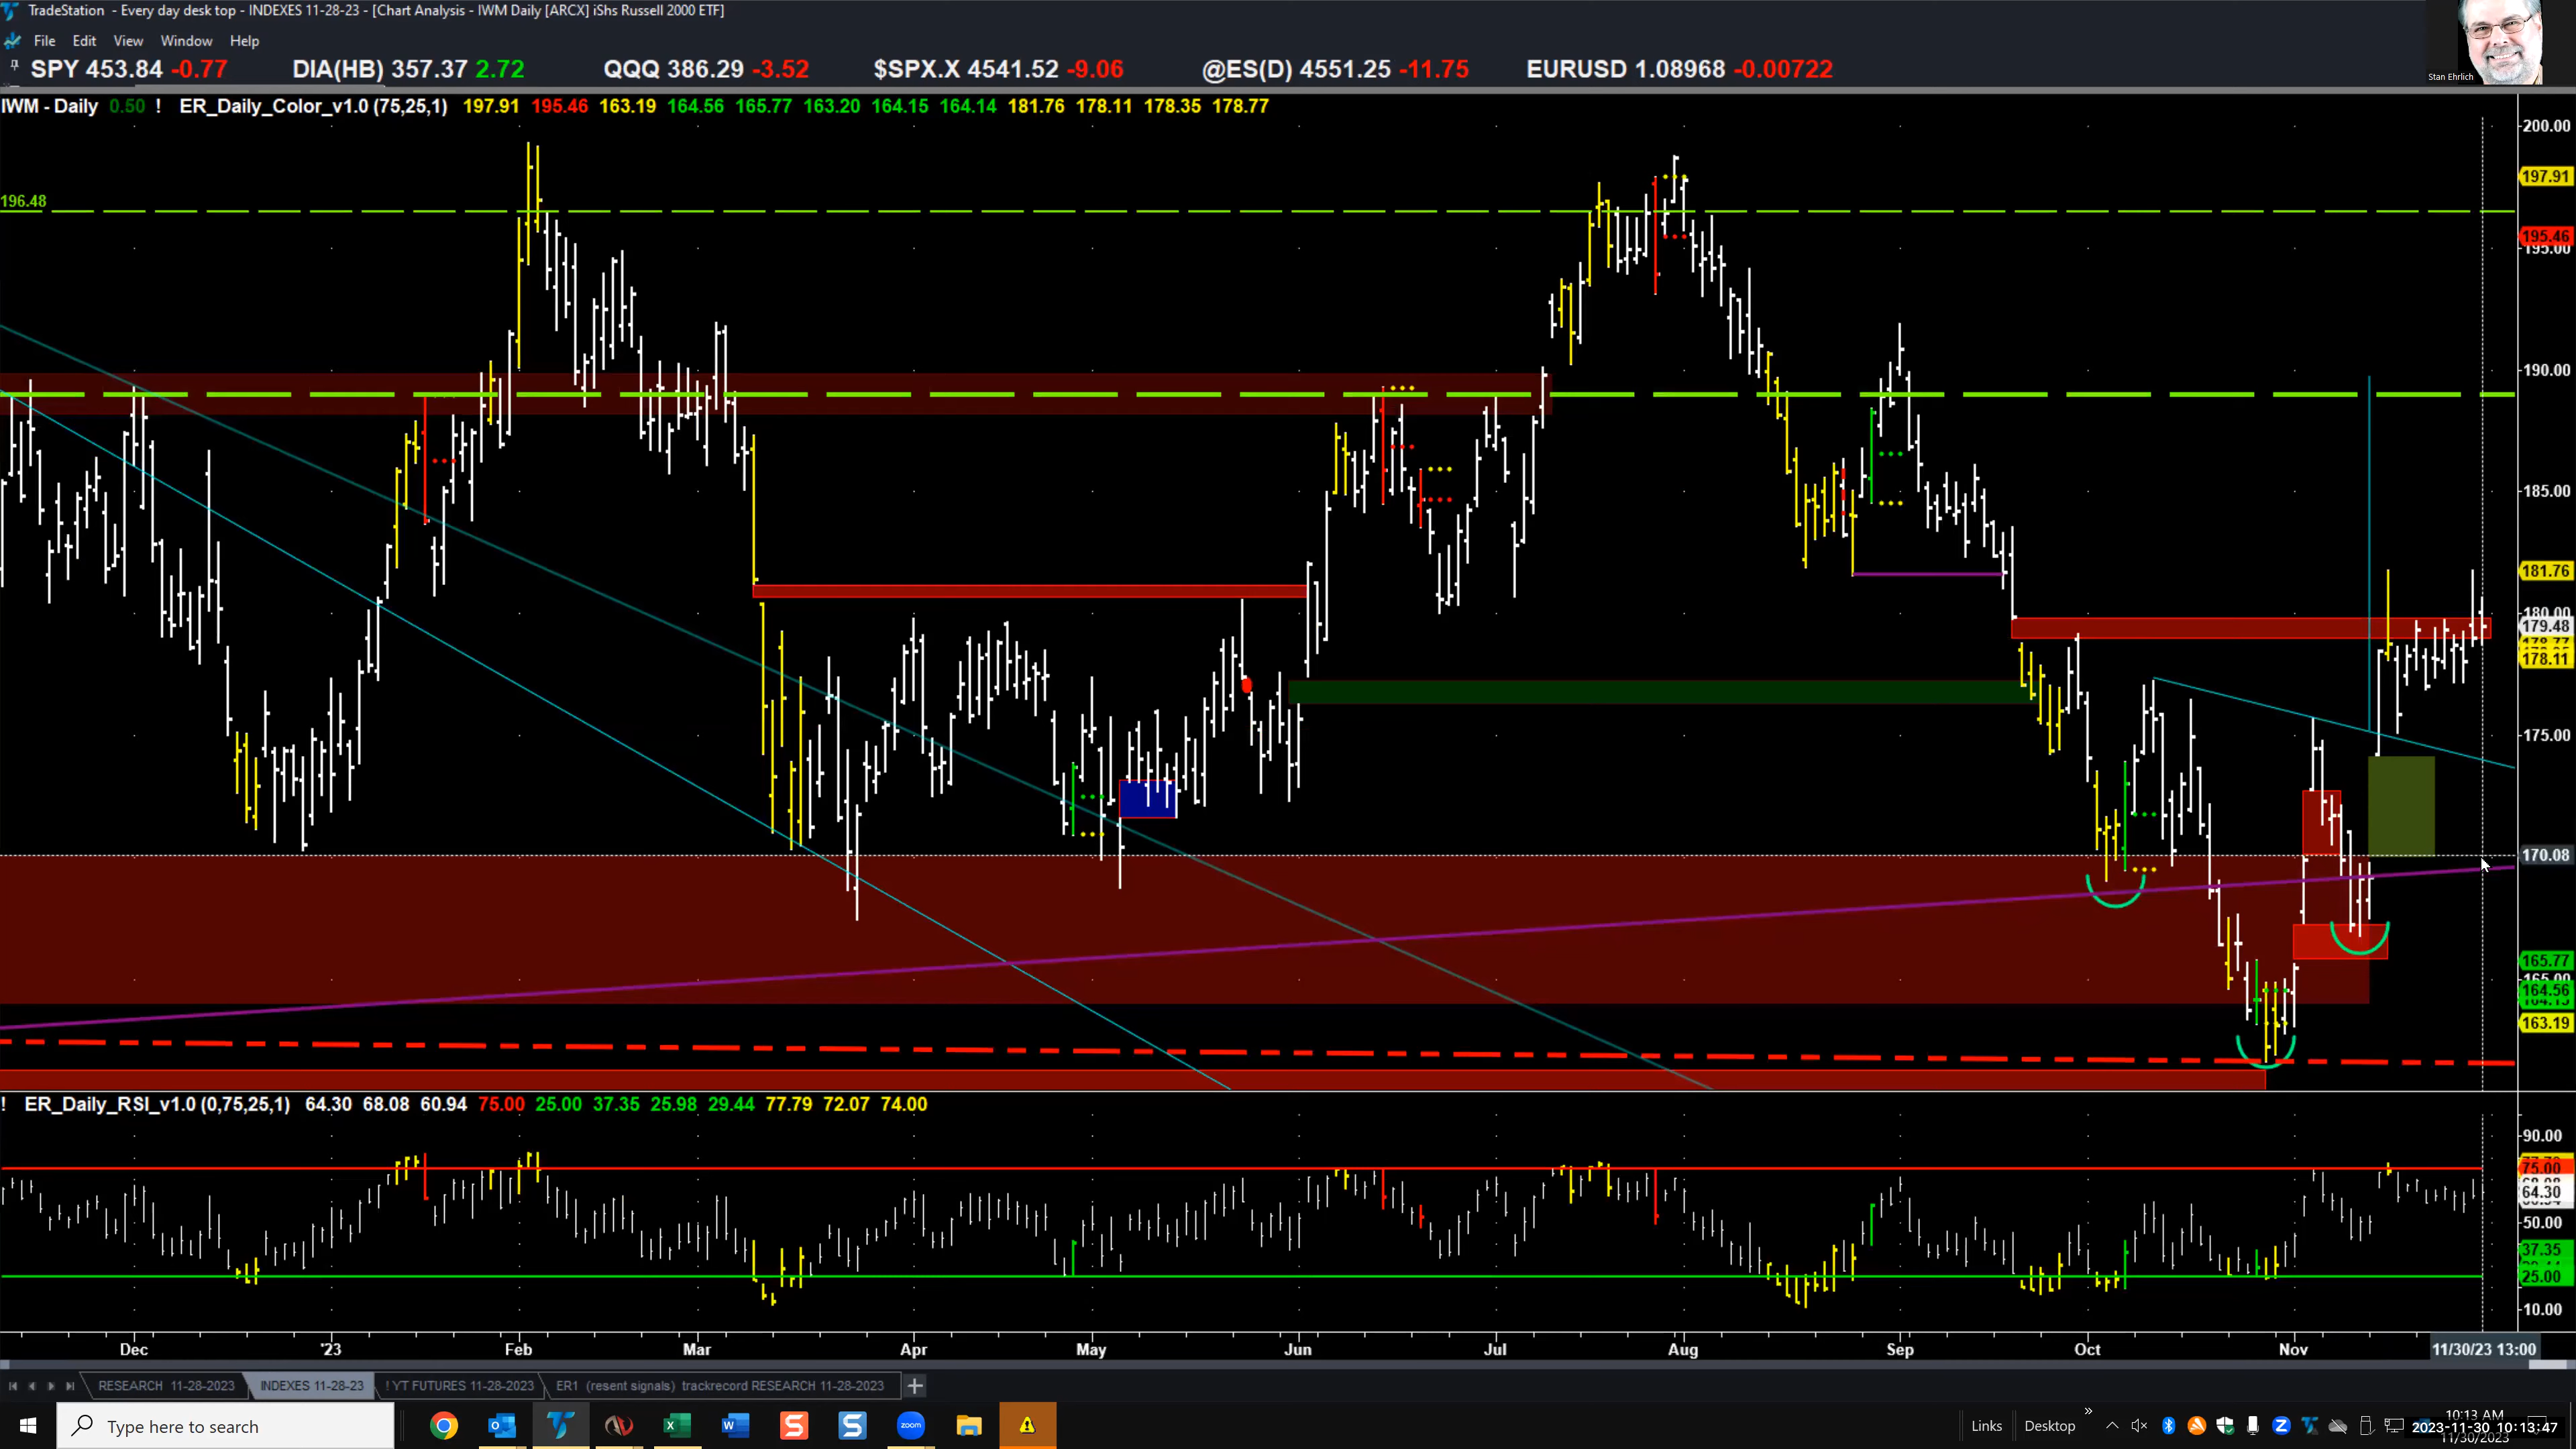 TradeStation - Every day desk top - INDEXES 11-28-23 - [Chart Analysis - IWM Daily [ARCX] iShs Russell 2000 ETF]
File Edit View Window Help
Stan Ehrlich
SPY 453.84 -0.77 DIA(HB) 357.37 2.72 QQQ 386.29 -3.52 $SPX.X 4541.52 -9.06 @ES(D) 4551.25 -11.75 EURUSD 1.08968 -0.00722
IWM - Daily 0.50 ! ER_Daily_Color_v1.0 (75,25,1) 197.91 195.46 163.19 164.56 165.77 163.20 164.15 164.14 181.76 178.11 178.35 178.77
200.00
197.91
196.48
195.46
195.00
190.00
185.00
181.76
180.00
179.48
178.11
175.00
170.08
165.77
165.00
164.56
163.19
! ER_Daily_RSI_v1.0 (0,75,25,1) 64.30 68.08 60.94 75.00 25.00 37.35 25.98 29.44 77.79 72.07 74.00
90.00
75.00
64.30
50.00
37.35
25.00
10.00
Dec '23 Feb Mar Apr May Jun Jul Aug Sep Oct Nov 11/30/23 13:00
RESEARCH 11-28-2023 INDEXES 11-28-23 ! YT FUTURES 11-28-2023 ER1 (resent signals) trackrecord RESEARCH 11-28-2023 +
Type here to search
zoom
Links Desktop »
10:13 AM
2023-11-30 10:13:47
11/30/2023